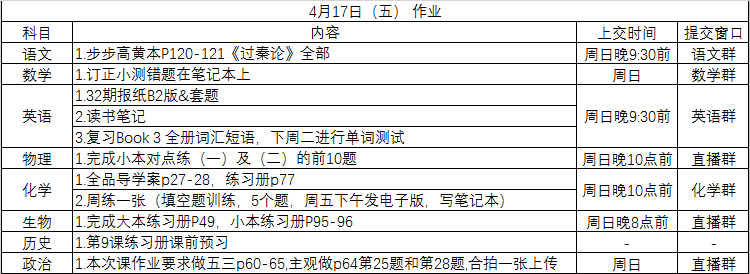 4月17日（五）作业
科目 内容 上交时间 提交窗口
语文 1.步步高黄本P120-121《过秦论》全部 周日晚9:30前 语文群
数学 1.订正小测错题在笔记本上 周日 数学群
1.32期报纸B2版&套题
英语 2.读书笔记 周日晚9:30前 英语群
3.复习Book 3 全册词汇短语，下周二进行单词测试
物理 1.完成小本对点练（一）及（二）的前10题 周日晚10点前 直播群
1.全品导学案p27-28，练习册p77
化学 周日晚10点前 化学群
2.周练一张（填空题训练，5个题，周五下午发电子版，写笔记本）
生物 1.完成大本练习册P49，小本练习册P95-96 周日晚8点前 直播群
历史 1.第9课练习册课前预习 - -
政治 1.本次课作业要求做五三p60-65,主观做p64第25题和第28题,合拍一张上传 周日 直播群